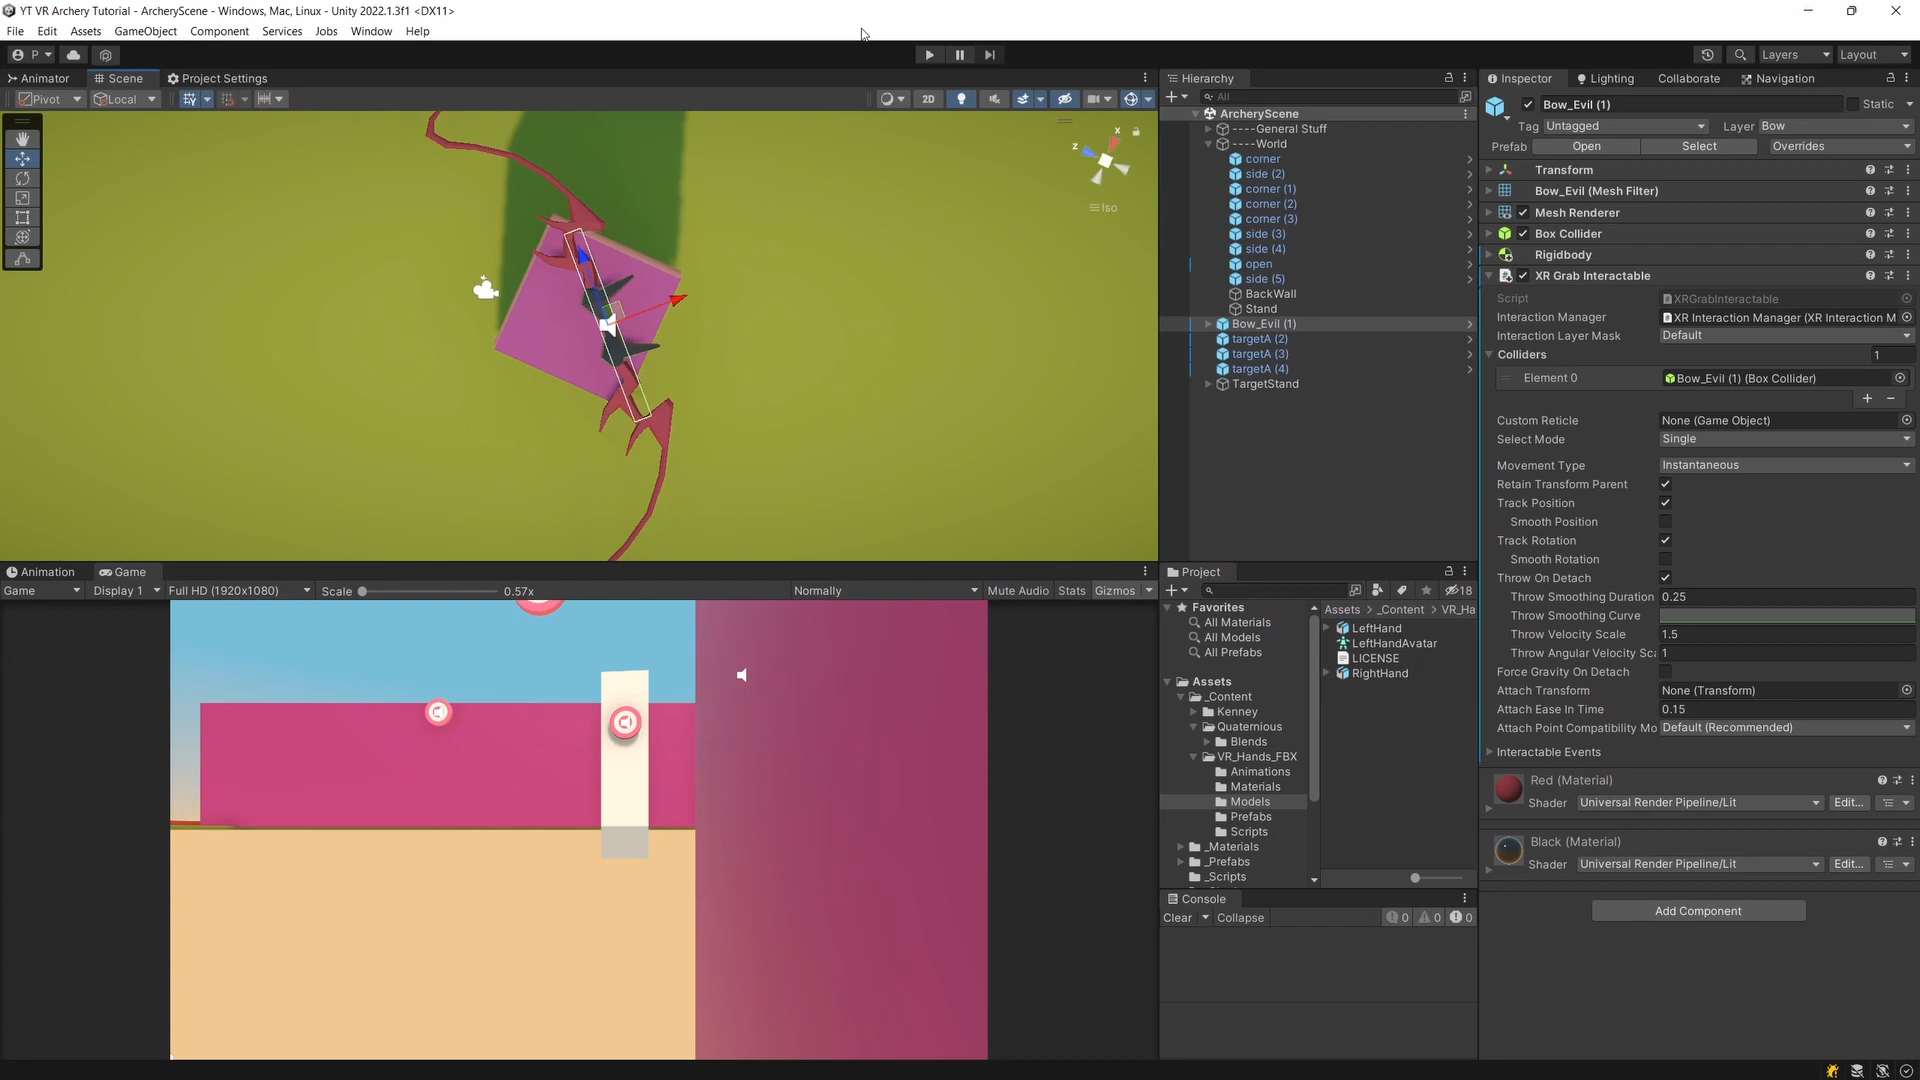 YT VR Archery Tutorial - ArcheryScene - Windows, Mac, Linux - Unity 2022.1.3f1 <DX11>
File Edit Assets GameObject Component Services Jobs Window Help
P Layers Layout
Animator Scene Project Settings
Pivot Local 2D
x
z
Iso
Hierarchy
All
ArcheryScene
----General Stuff
----World
corner
side (2)
corner (1)
corner (2)
corner (3)
side (3)
side (4)
open
side (5)
BackWall
Stand
Bow_Evil (1)
targetA (2)
targetA (3)
targetA (4)
TargetStand
Animation Game
Game Display 1 Full HD (1920x1080) Scale 0.57x Normally Mute Audio Stats Gizmos
Project
18
Favorites
All Materials
All Models
All Prefabs
Assets
_Content
Kenney
Quaternious
Blends
VR_Hands_FBX
Animations
Materials
Models
Prefabs
Scripts
_Materials
_Prefabs
_Scripts
Assets > _Content > VR_Ha
LeftHand
LeftHandAvatar
LICENSE
RightHand
Console
Clear Collapse 0 0 0
Inspector Lighting Collaborate Navigation
Bow_Evil (1) Static
Tag Untagged Layer Bow
Prefab Open Select Overrides
Transform
Bow_Evil (Mesh Filter)
Mesh Renderer
Box Collider
Rigidbody
XR Grab Interactable
Script XRGrabInteractable
Interaction Manager XR Interaction Manager (XR Interaction M
Interaction Layer Mask Default
Colliders 1
Element 0 Bow_Evil (1) (Box Collider)
+ −
Custom Reticle None (Game Object)
Select Mode Single
Movement Type Instantaneous
Retain Transform Parent
Track Position
Smooth Position
Track Rotation
Smooth Rotation
Throw On Detach
Throw Smoothing Duration 0.25
Throw Smoothing Curve
Throw Velocity Scale 1.5
Throw Angular Velocity Sc 1
Force Gravity On Detach
Attach Transform None (Transform)
Attach Ease In Time 0.15
Attach Point Compatibility Mo Default (Recommended)
Interactable Events
Red (Material)
Shader Universal Render Pipeline/Lit Edit...
Black (Material)
Shader Universal Render Pipeline/Lit Edit...
Add Component